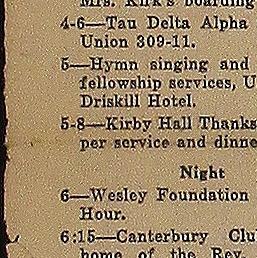 Mrs. Kirk's boarding
4-6—Tau Delta Alpha
Union 309-11.
5—Hymn singing and
fellowship services, U
Driskill Hotel.
5-8—Kirby Hall Thanks
per service and dinne
Night
6—Wesley Foundation
Hour.
6:15—Canterbury Clu
home of the Rev.